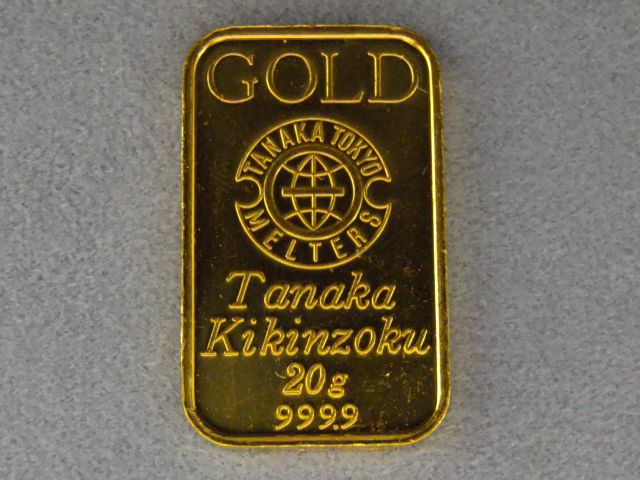 GOLD
TANAKA TOKYO
MELTERS
Tanaka
Kikinzoku
20g
999.9